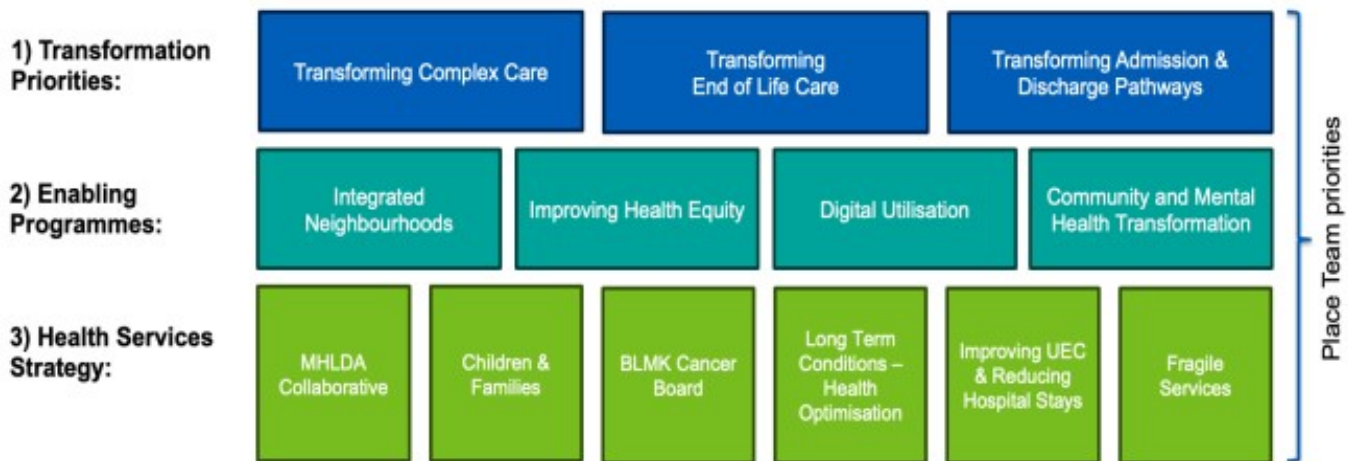 1) Transformation
Priorities:
Transforming Complex Care
Transforming
End of Life Care
Transforming Admission &
Discharge Pathways
2) Enabling
Programmes:
Integrated
Neighbourhoods
Improving Health Equity
Digital Utilisation
Community and Mental
Health Transformation
3) Health Services
Strategy:
MHLDA
Collaborative
Children &
Families
BLMK Cancer
Board
Long Term
Conditions –
Health
Optimisation
Improving UEC
& Reducing
Hospital Stays
Fragile
Services
Place Team priorities